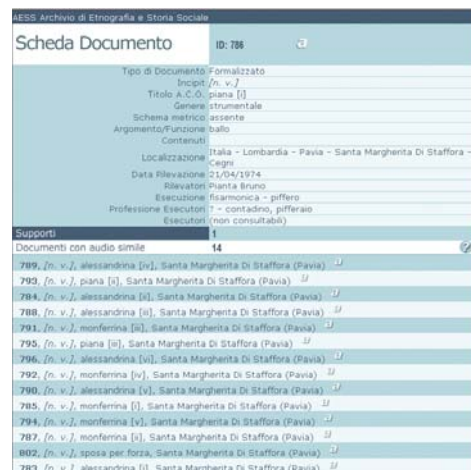 AESS Archivio di Etnografia e Storia Sociale
Scheda Documento ID: 786
Tipo di Documento Formalizzato
Incipit [n. v.]
Titolo A.C.O. piana [i]
Genere strumentale
Schema metrico assente
Argomento/Funzione ballo
Contenuti
Localizzazione Italia - Lombardia - Pavia - Santa Margherita Di Staffora -
Cegni
Data Rilevazione 21/04/1974
Rilevatori Pianta Bruno
Esecuzione fisarmonica - piffero
Professione Esecutori ? - contadino, pifferaio
Esecutori (non consultabili)
Supporti 1
Documenti con audio simile 14
789, [n. v.], alessandrina [iv], Santa Margherita Di Staffora (Pavia)
793, [n. v.], piana [ii], Santa Margherita Di Staffora (Pavia)
784, [n. v.], alessandrina [ii], Santa Margherita Di Staffora (Pavia)
788, [n. v.], alessandrina [iii], Santa Margherita Di Staffora (Pavia)
791, [n. v.], monferrina [iii], Santa Margherita Di Staffora (Pavia)
795, [n. v.], piana [iii], Santa Margherita Di Staffora (Pavia)
796, [n. v.], alessandrina [vi], Santa Margherita Di Staffora (Pavia)
792, [n. v.], monferrina [iv], Santa Margherita Di Staffora (Pavia)
790, [n. v.], alessandrina [v], Santa Margherita Di Staffora (Pavia)
785, [n. v.], monferrina [i], Santa Margherita Di Staffora (Pavia)
794, [n. v.], monferrina [v], Santa Margherita Di Staffora (Pavia)
787, [n. v.], monferrina [ii], Santa Margherita Di Staffora (Pavia)
802, [n. v.], sposa per forza, Santa Margherita Di Staffora (Pavia)
783, [n. v.], alessandrina [i], Santa Margherita Di Staffora (Pavia)